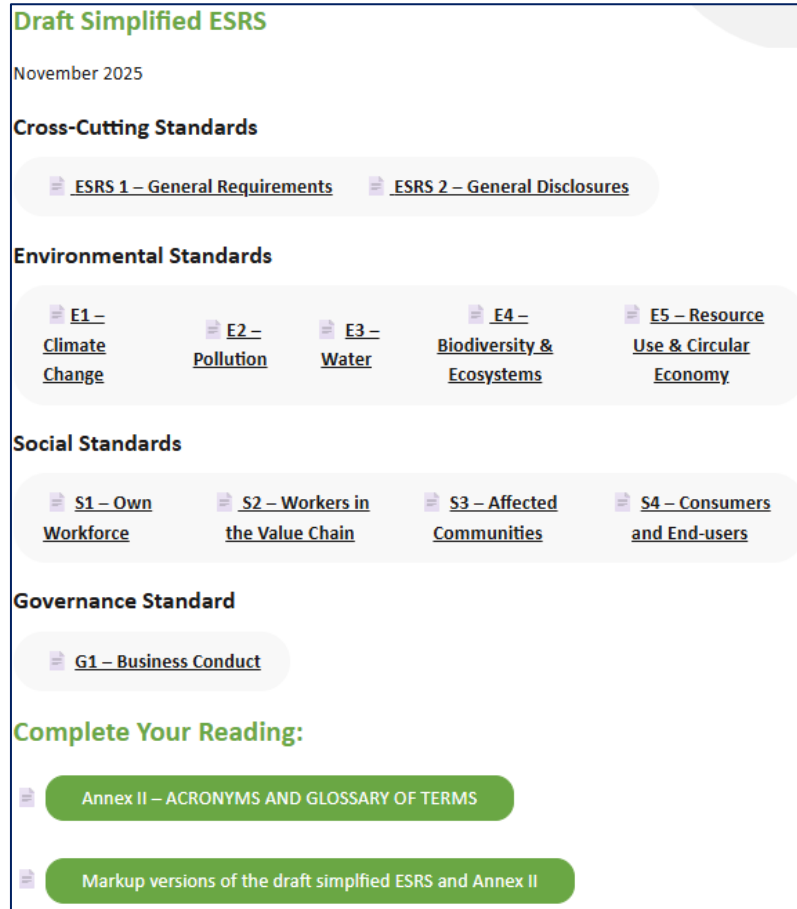 Draft Simplified ESRS
November 2025
Cross-Cutting Standards
ESRS 1 – General Requirements
ESRS 2 – General Disclosures
Environmental Standards
E1 –
Climate
Change
E2 –
Pollution
E3 –
Water
E4 –
Biodiversity &
Ecosystems
E5 – Resource
Use & Circular
Economy
Social Standards
S1 – Own
Workforce
S2 – Workers in
the Value Chain
S3 – Affected
Communities
S4 – Consumers
and End-users
Governance Standard
G1 – Business Conduct
Complete Your Reading:
Annex II – ACRONYMS AND GLOSSARY OF TERMS
Markup versions of the draft simplfied ESRS and Annex II